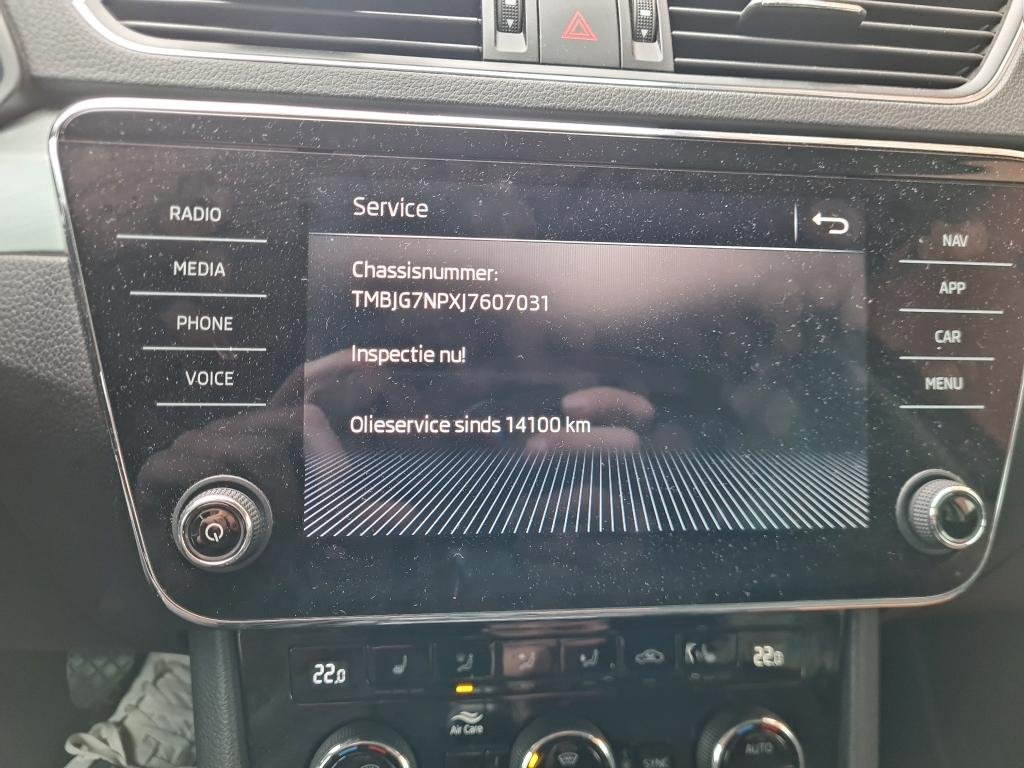 Service
Chassisnummer:
TMBJG7NPXJ7607031
Inspectie nu!
Olieservice sinds 14100 km
RADIO
MEDIA
PHONE
VOICE
NAV
APP
CAR
MENU
22.0
22.0
Air Care
SYNC
AUTO